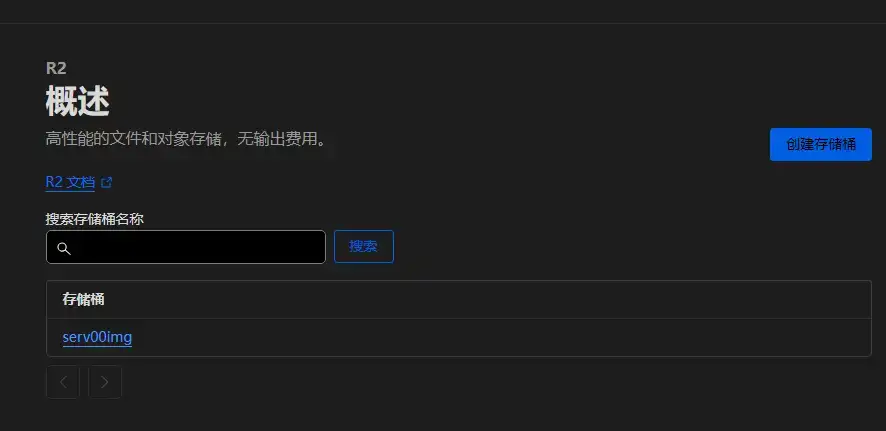 R2
概述
高性能的文件和对象存储，无输出费用。
创建存储桶
R2 文档
搜索存储桶名称
搜索
存储桶
serv00img